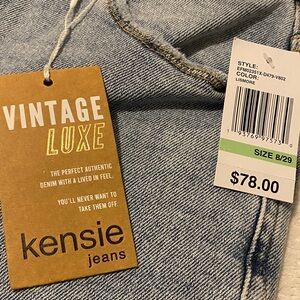 VINTAGE
LUXE
THE PERFECT AUTHENTIC
DENIM WITH A LIVED IN FEEL.
YOU'LL NEVER WANT TO
TAKE THEM OFF.
kensie
jeans
STYLE:
COLOR:
LISMORE
SIZE 8/29
$78.00